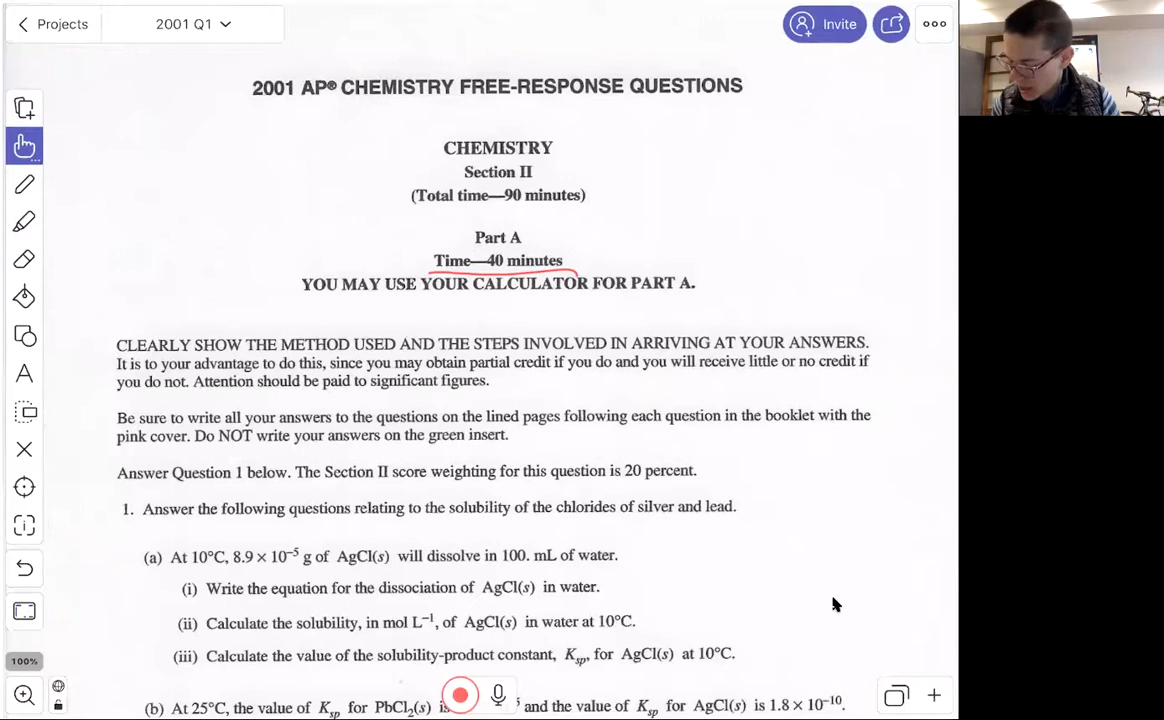 Projects
2001 Q1
Invite
2001 AP® CHEMISTRY FREE-RESPONSE QUESTIONS
CHEMISTRY
Section II
(Total time—90 minutes)
Part A
Time—40 minutes
YOU MAY USE YOUR CALCULATOR FOR PART A.
CLEARLY SHOW THE METHOD USED AND THE STEPS INVOLVED IN ARRIVING AT YOUR ANSWERS.
It is to your advantage to do this, since you may obtain partial credit if you do and you will receive little or no credit if
you do not. Attention should be paid to significant figures.
Be sure to write all your answers to the questions on the lined pages following each question in the booklet with the
pink cover. Do NOT write your answers on the green insert.
Answer Question 1 below. The Section II score weighting for this question is 20 percent.
1. Answer the following questions relating to the solubility of the chlorides of silver and lead.
(a) At 10°C, 8.9 × 10⁻⁵ g of AgCl(s) will dissolve in 100. mL of water.
(i) Write the equation for the dissociation of AgCl(s) in water.
(ii) Calculate the solubility, in mol L⁻¹, of AgCl(s) in water at 10°C.
(iii) Calculate the value of the solubility-product constant, Ksp, for AgCl(s) at 10°C.
100%
(b) At 25°C, the value of Ksp for PbCl₂(s) and the value of Ksp for AgCl(s) is 1.8 × 10⁻¹⁰.